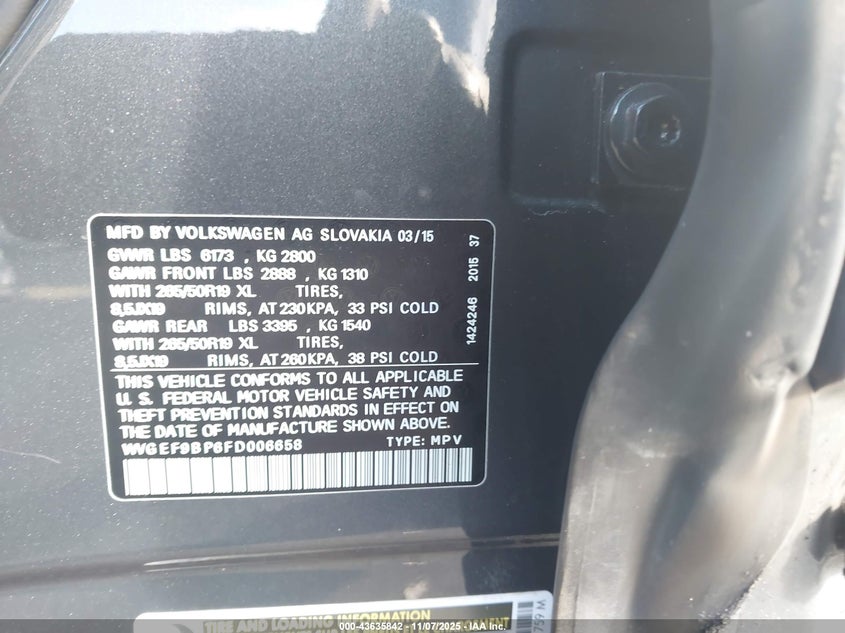 MFD BY VOLKSWAGEN AG SLOVAKIA 03/15
GVWR LBS 6173 , KG 2800
GAWR FRONT LBS 2888 , KG 1310
WITH 265/50R19 XL TIRES,
8,5JX19 RIMS, AT 230KPA, 33 PSI COLD
GAWR REAR LBS 3395 , KG 1540
WITH 265/50R19 XL TIRES,
8,5JX19 RIMS, AT 260KPA, 38 PSI COLD
THIS VEHICLE CONFORMS TO ALL APPLICABLE
U. S. FEDERAL MOTOR VEHICLE SAFETY AND
THEFT PREVENTION STANDARDS IN EFFECT ON
THE DATE OF MANUFACTURE SHOWN ABOVE.
WVGEF9BP6FD006658 TYPE: MPV
1424246 2015 37
TIRE AND LOADING INFORMATION
759 M
000-43635842 - 11/07/2025 - IAA Inc.